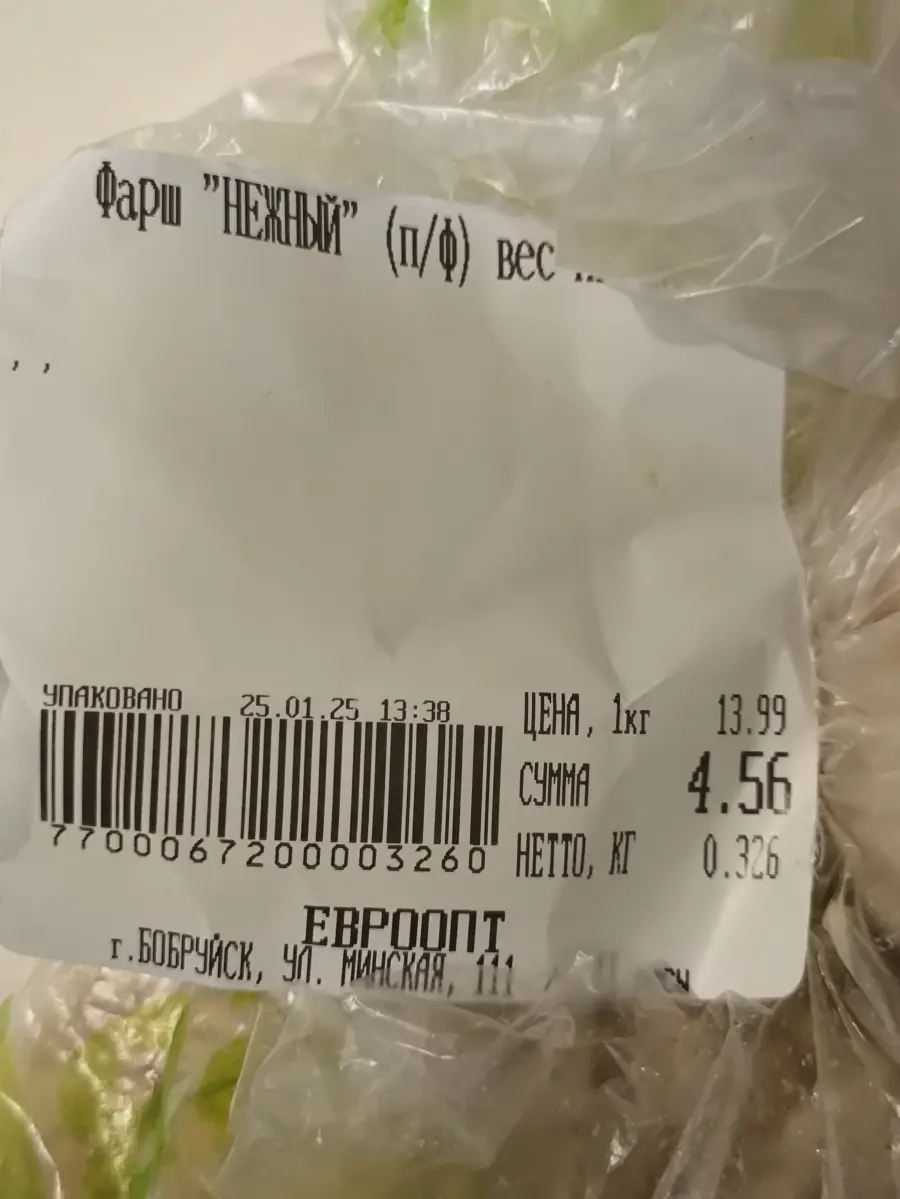 Фарш "НЕЖНЫЙ" (п/ф) вес ...
, ,
УПАКОВАНО 25.01.25 13:38
ЦЕНА, 1кг 13.99
СУММА 4.56
7700067200003260
НЕТТО, КГ 0.326
ЕВРООПТ
г.БОБРУЙСК, УЛ. МИНСКАЯ, 111